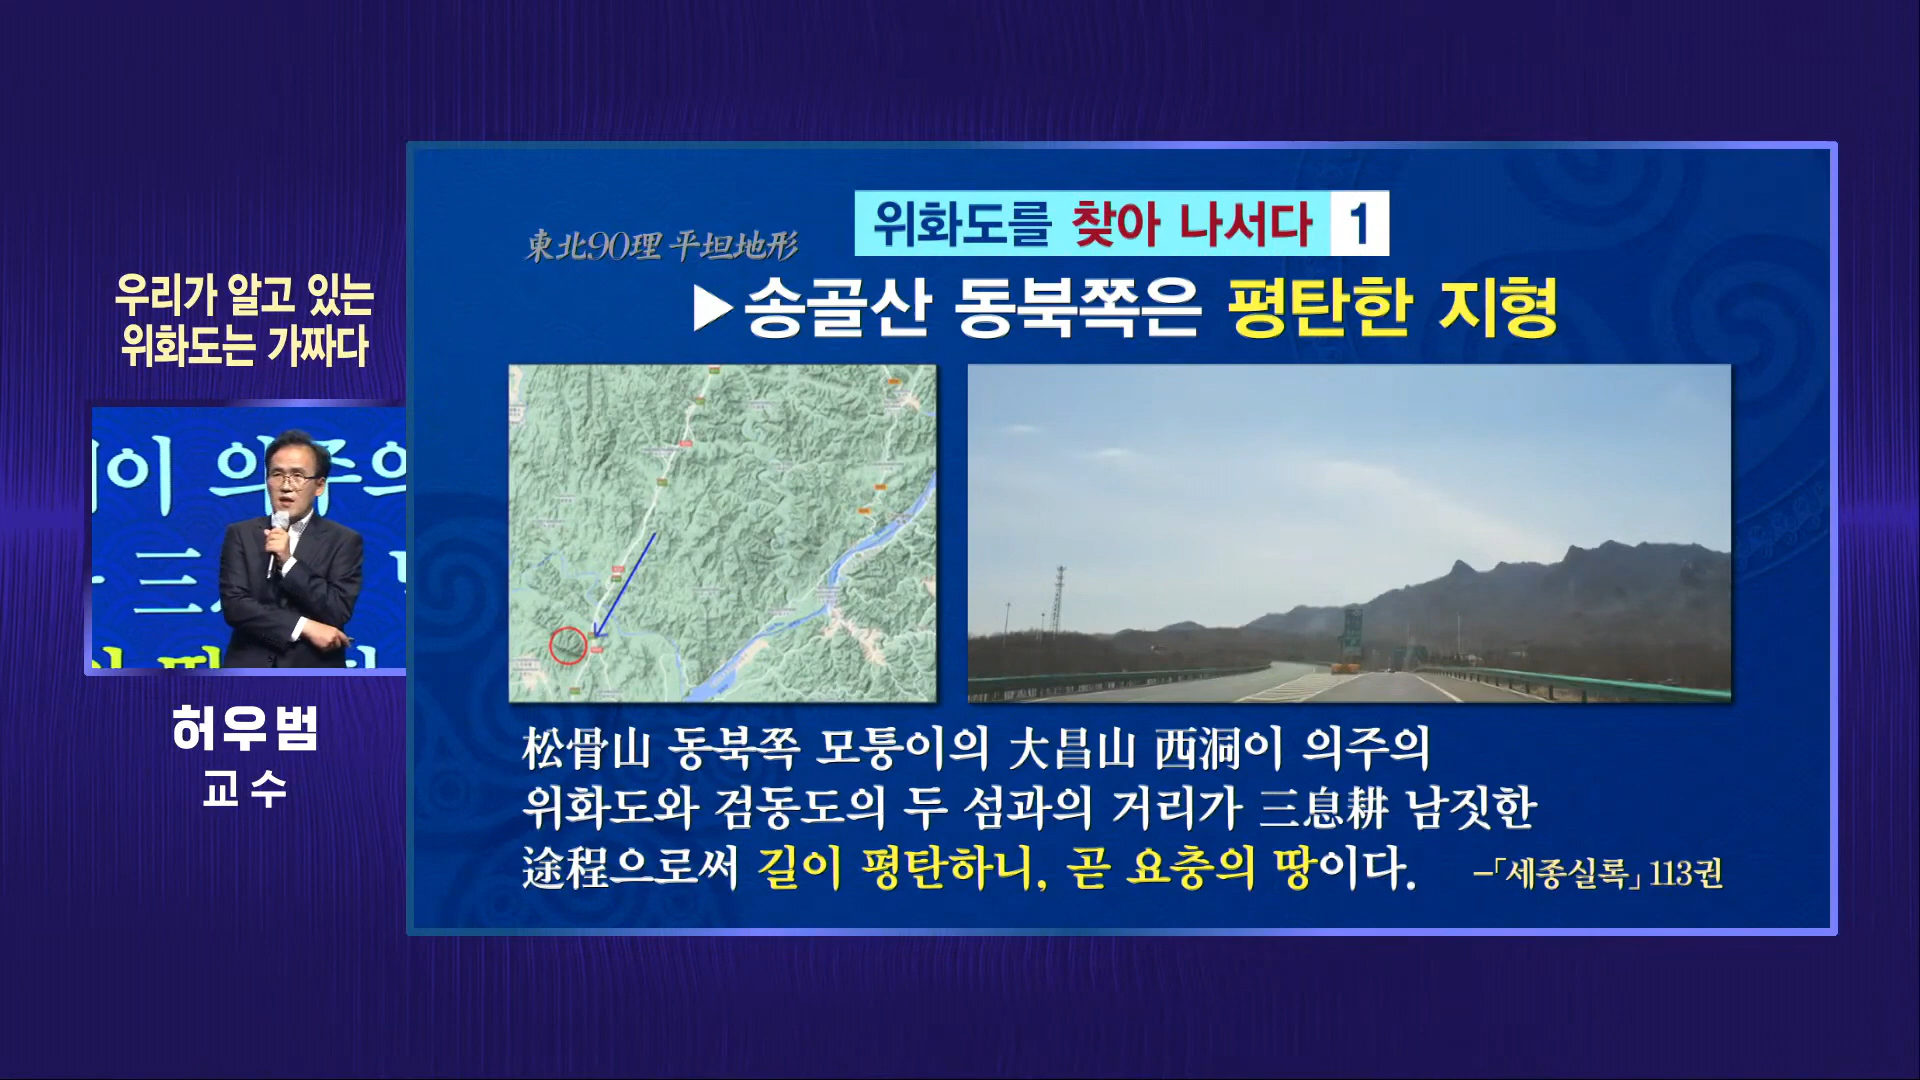 우리가 알고 있는
위화도는 가짜다
허우범
교수
위화도를 찾아 나서다 1
東北90理 平坦地形
▶송골산 동북쪽은 평탄한 지형
松骨山 동북쪽 모퉁이의 大昌山 西洞이 의주의
위화도와 검동도의 두 섬과의 거리가 三息耕 남짓한
途程으로써 길이 평탄하니, 곧 요충의 땅이다.
-「세종실록」 113권
이 의주의
三